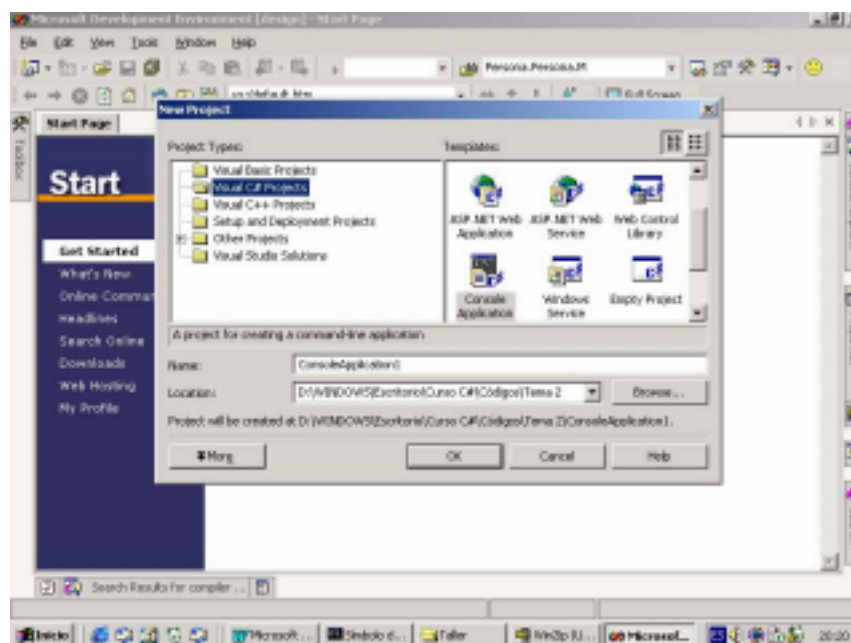 Microsoft Development Environment [design] - Start Page
File Edit View Tools Window Help
Persona.Persona.M
Full Screen
Start Page
Toolbox
Start
Get Started
What's New
Online Commun
Headlines
Search Online
Downloads
Web Hosting
My Profile
New Project
Project Types: Templates:
Visual Basic Projects
Visual C# Projects
Visual C++ Projects
Setup and Deployment Projects
Other Projects
Visual Studio Solutions
ASP.NET Web Application
ASP.NET Web Service
Web Control Library
Console Application
Windows Service
Empty Project
A project for creating a command-line application
Name: ConsoleApplication1
Location: D:\WINDOWS\Escritorio\Curso C#\Códigos\Tema 2 Browse...
Project will be created at D:\WINDOWS\Escritorio\Curso C#\Códigos\Tema 2\ConsoleApplication1.
More OK Cancel Help
Search Results for compiler ...
Inicio Microsoft ... Símbolo d... Taller WinZip (U... Microsof... 20:20